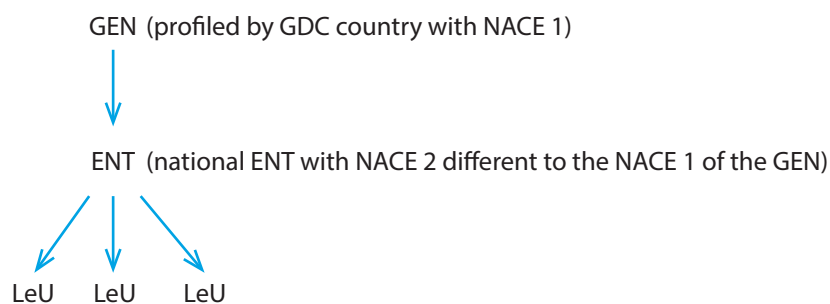 GEN (profiled by GDC country with NACE 1)
ENT (national ENT with NACE 2 different to the NACE 1 of the GEN)
LeU LeU LeU